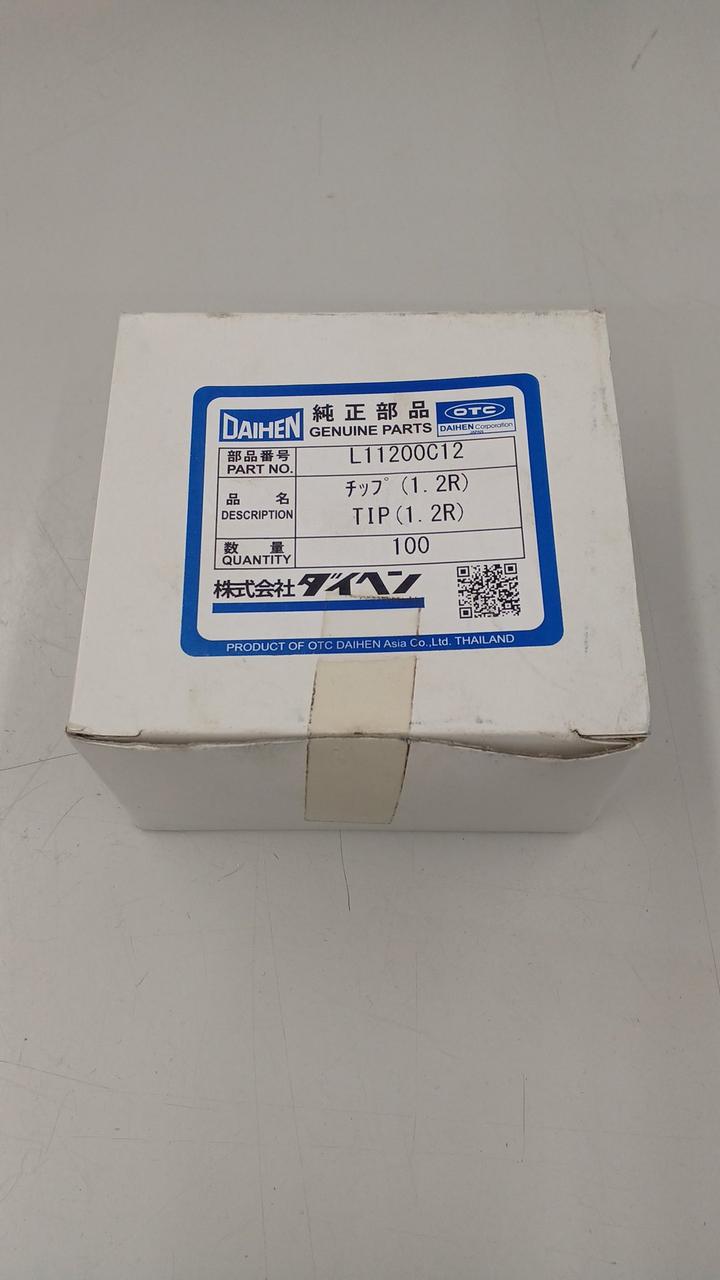 DAIHEN 純正部品 OTC
GENUINE PARTS DAIHEN Corporation
JAPAN
部品番号 L11200C12
PART NO.
品名 ﾁｯﾌﾟ(1.2R)
DESCRIPTION TIP(1.2R)
数量 100
QUANTITY
株式会社ダイヘン
PRODUCT OF OTC DAIHEN Asia Co.,Ltd. THAILAND